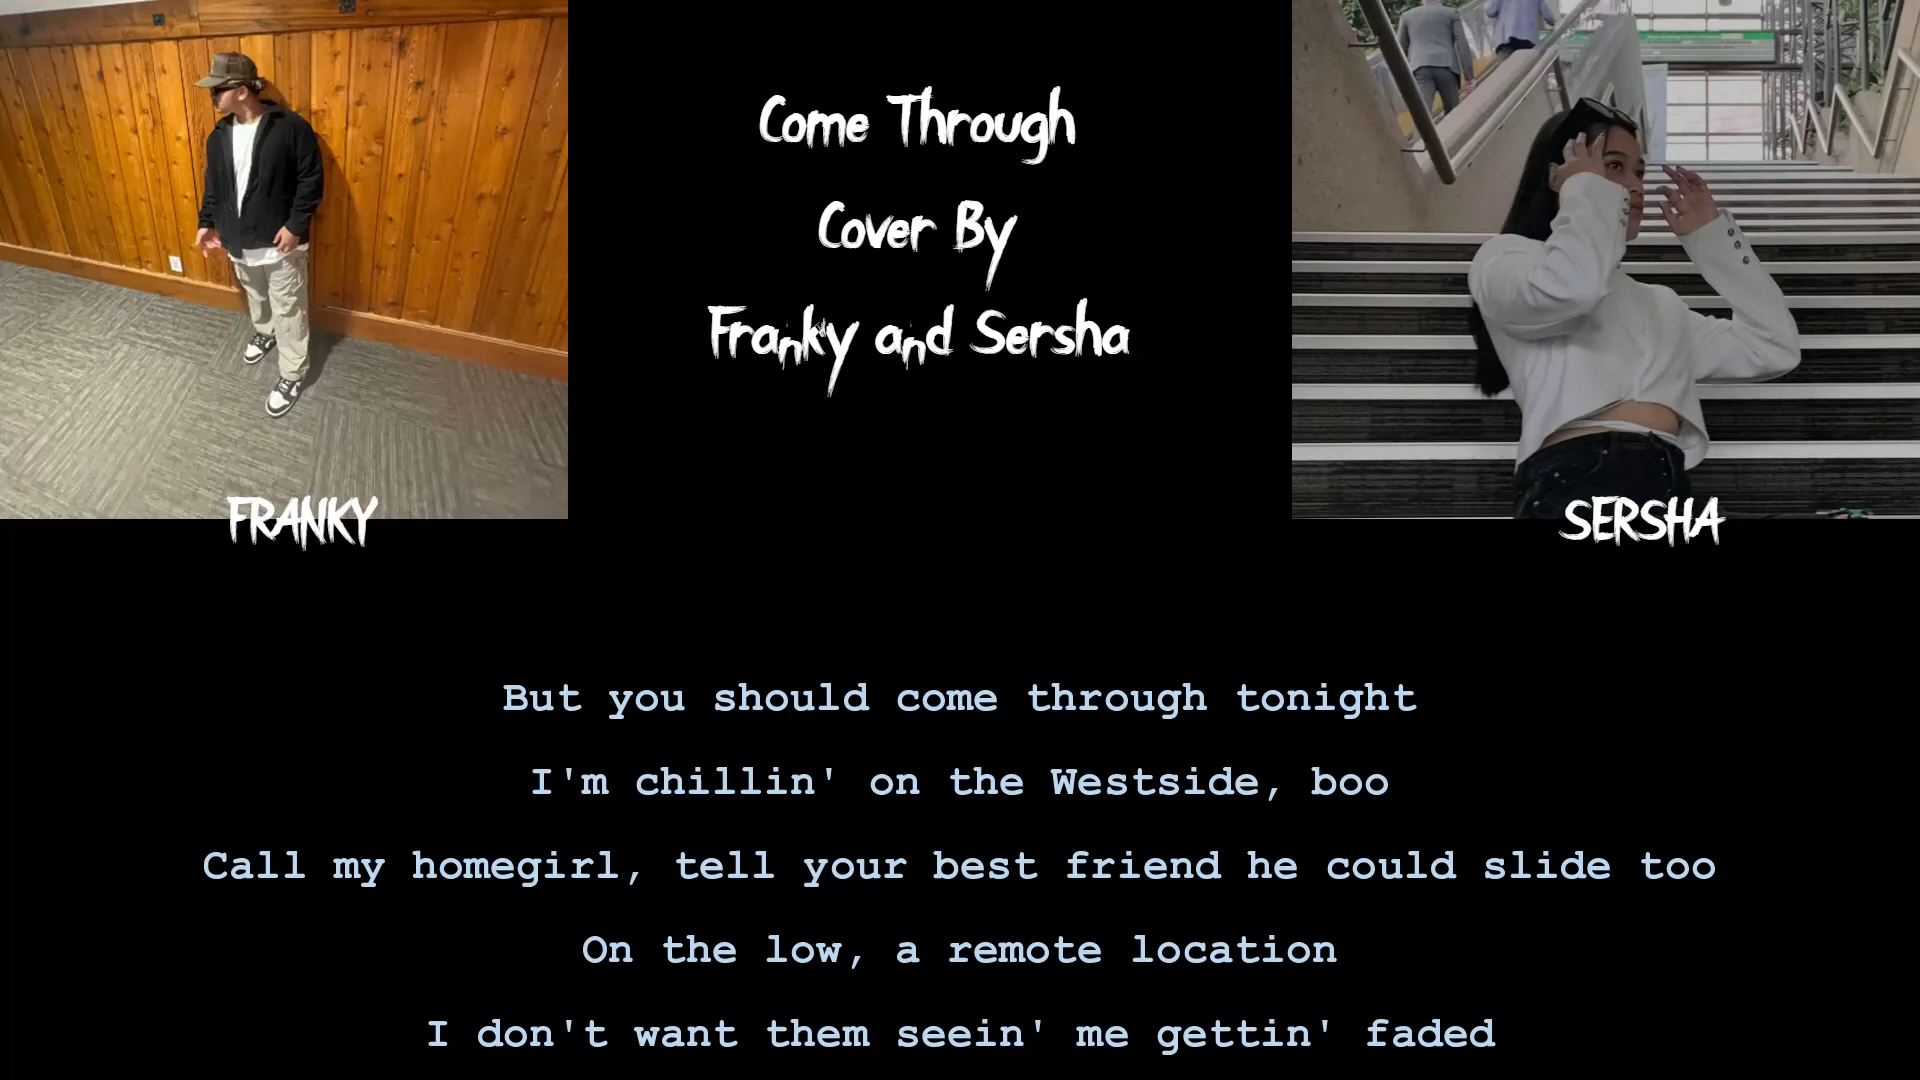 Come Through
Cover By
Franky and Sersha
FRANKY
SERSHA
But you should come through tonight
I'm chillin' on the Westside, boo
Call my homegirl, tell your best friend he could slide too
On the low, a remote location
I don't want them seein' me gettin' faded